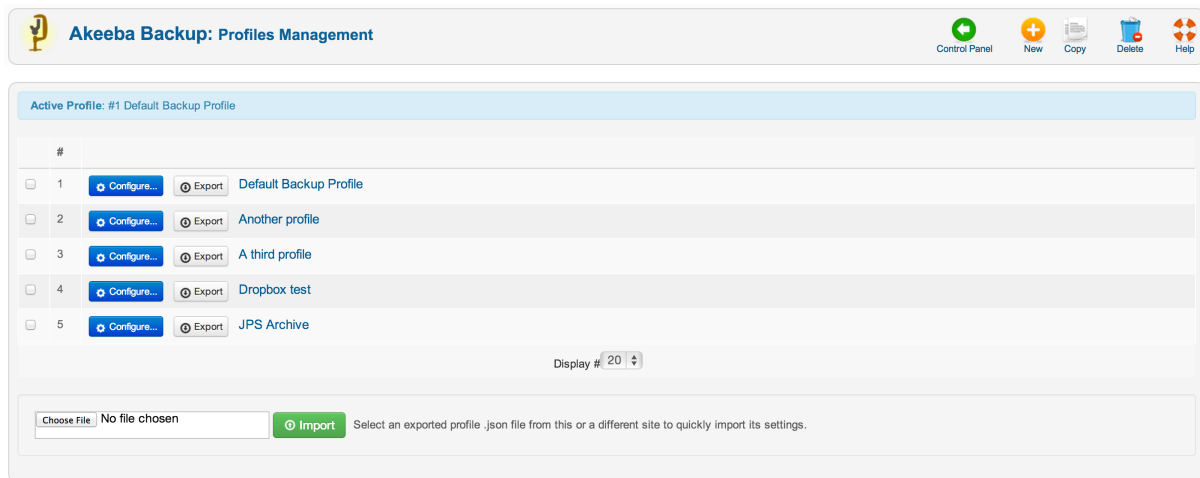 Akeeba Backup: Profiles Management
Control Panel
New
Copy
Delete
Help
Active Profile: #1 Default Backup Profile
#
1 Configure... Export Default Backup Profile
2 Configure... Export Another profile
3 Configure... Export A third profile
4 Configure... Export Dropbox test
5 Configure... Export JPS Archive
Display # 20
Choose File No file chosen Import Select an exported profile .json file from this or a different site to quickly import its settings.